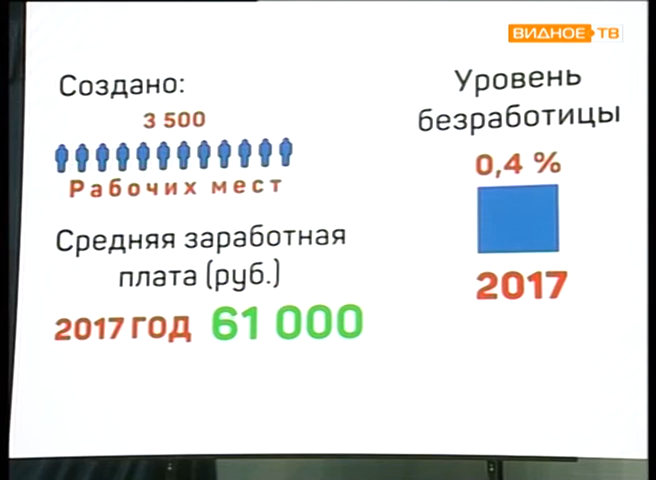 ВИДНОЕ ТВ
Создано:
3 500
Рабочих мест
Средняя заработная
плата (руб.)
2017 ГОД 61 000
Уровень
безработицы
0,4 %
2017